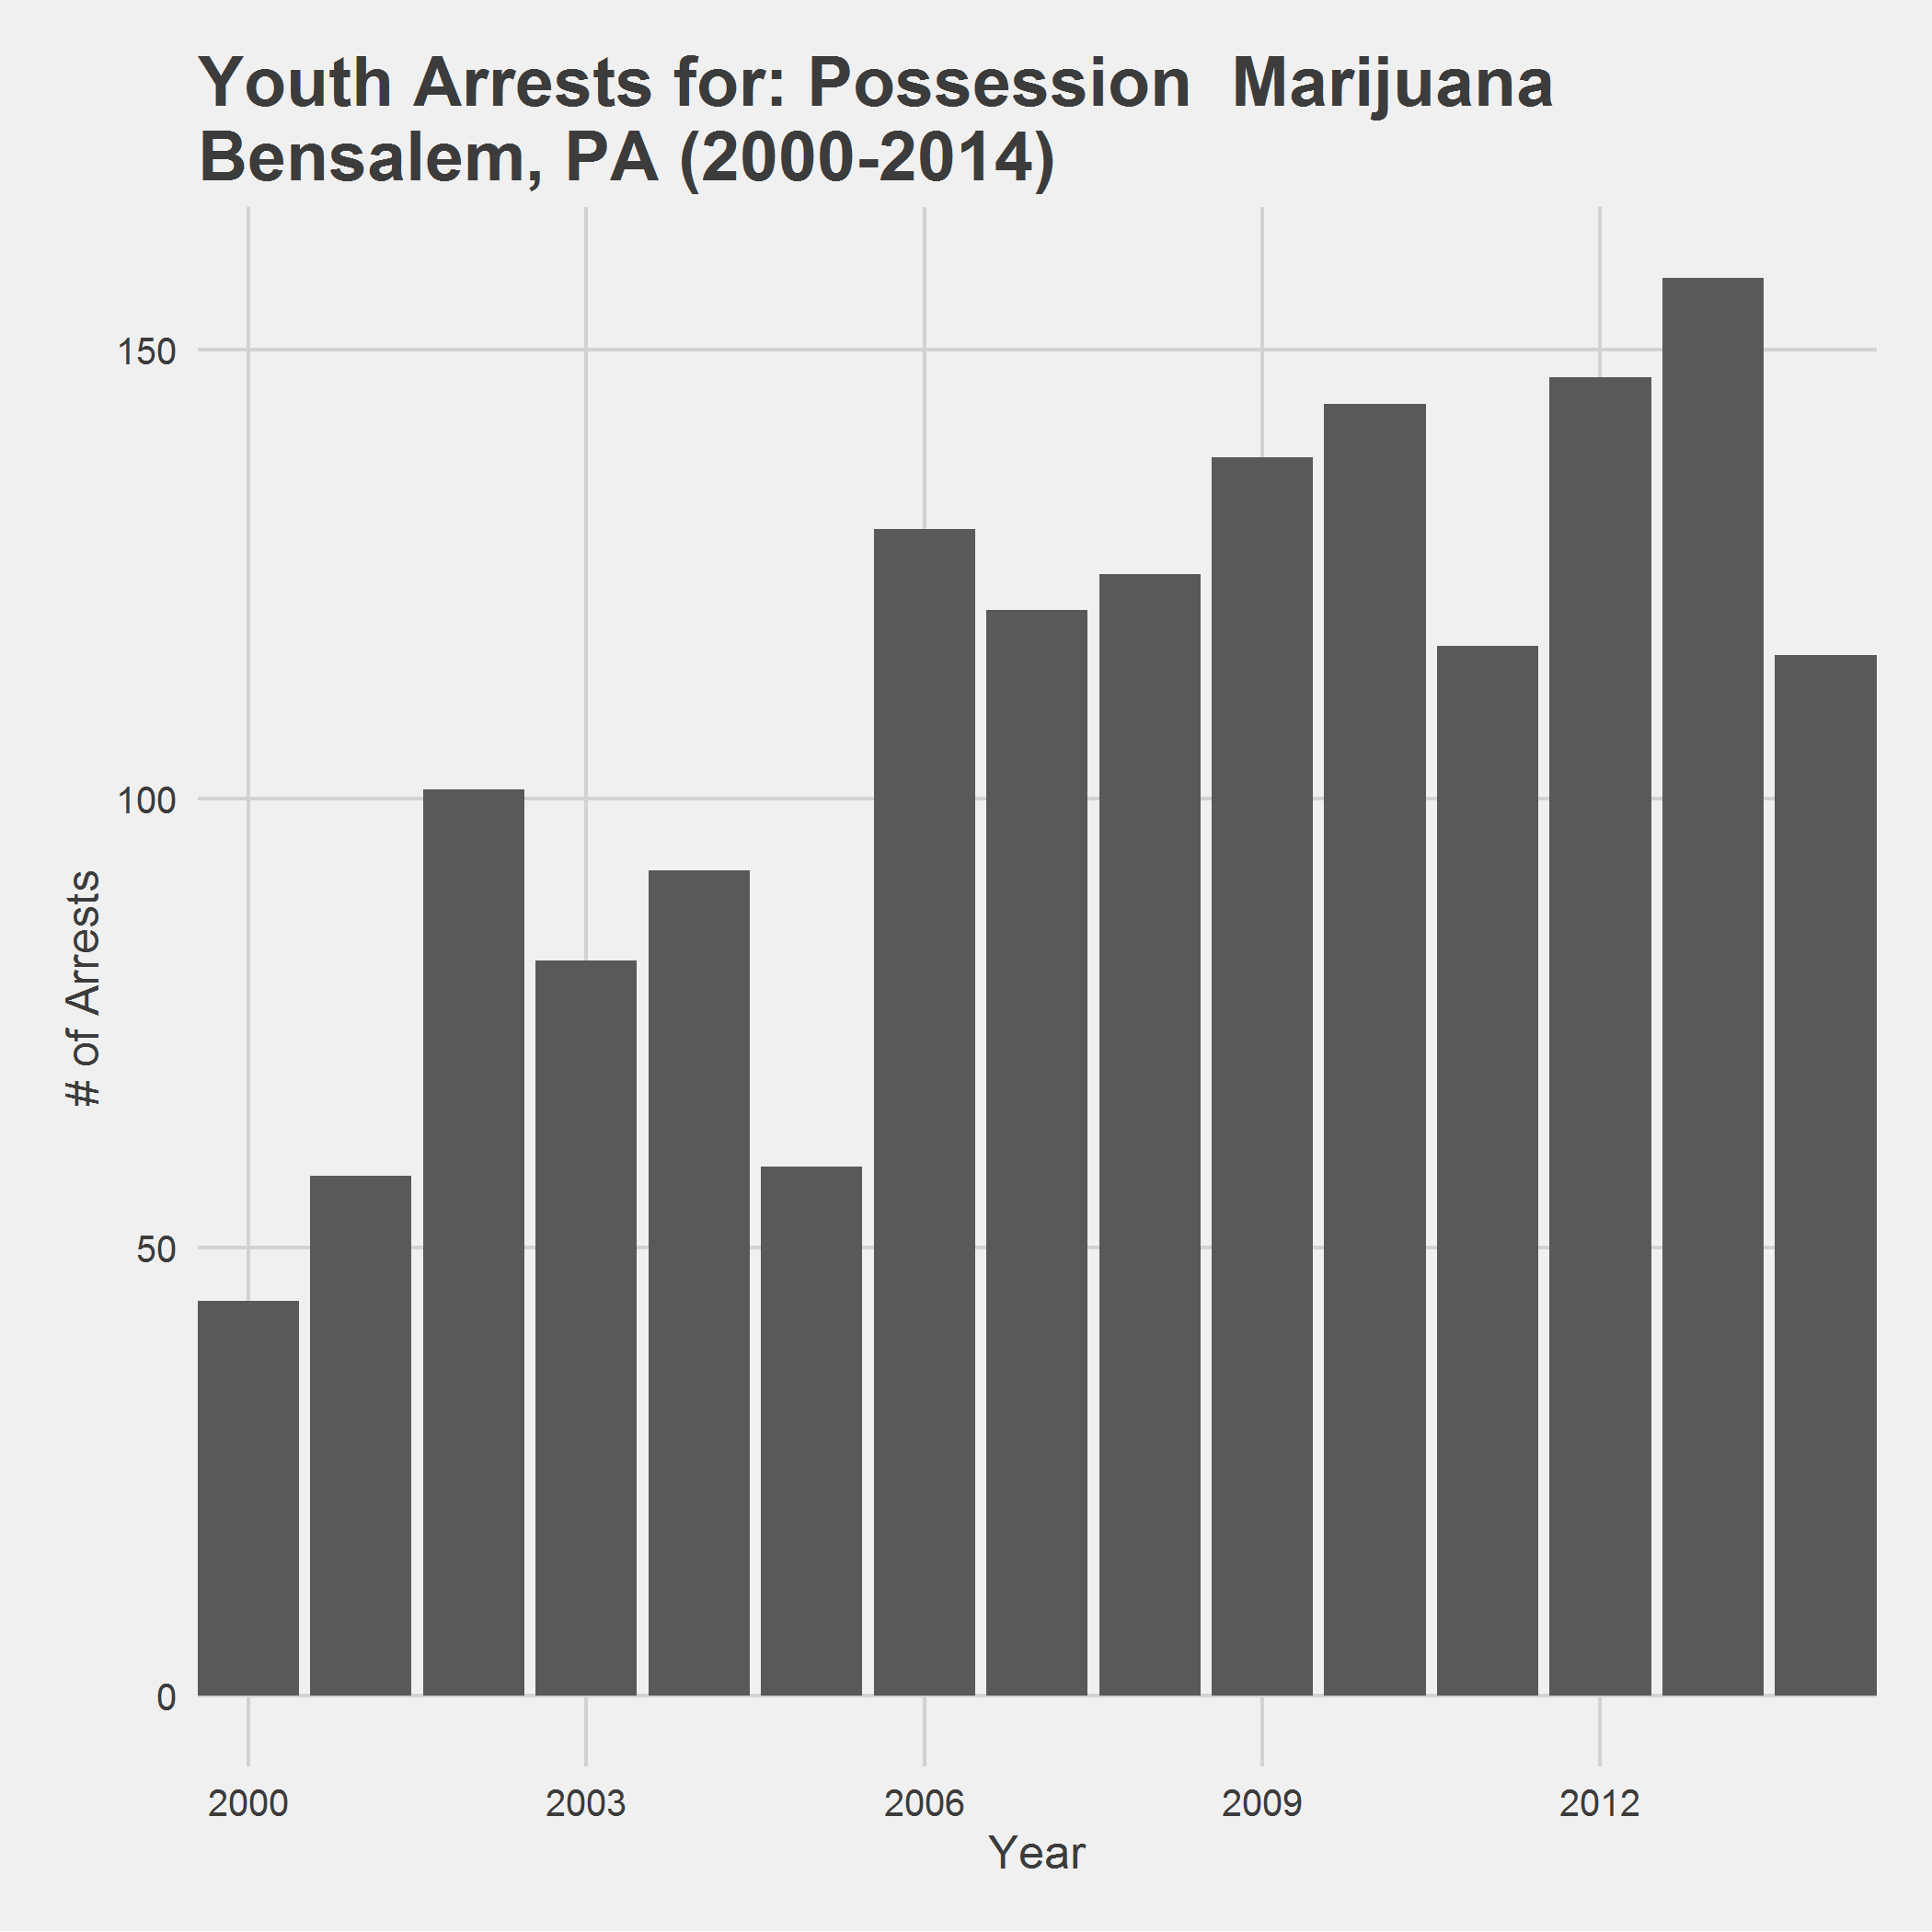 Youth Arrests for: Possession  Marijuana
Bensalem, PA (2000-2014)
150
100
50
0
# of Arrests
2000 2003 2006 2009 2012
Year